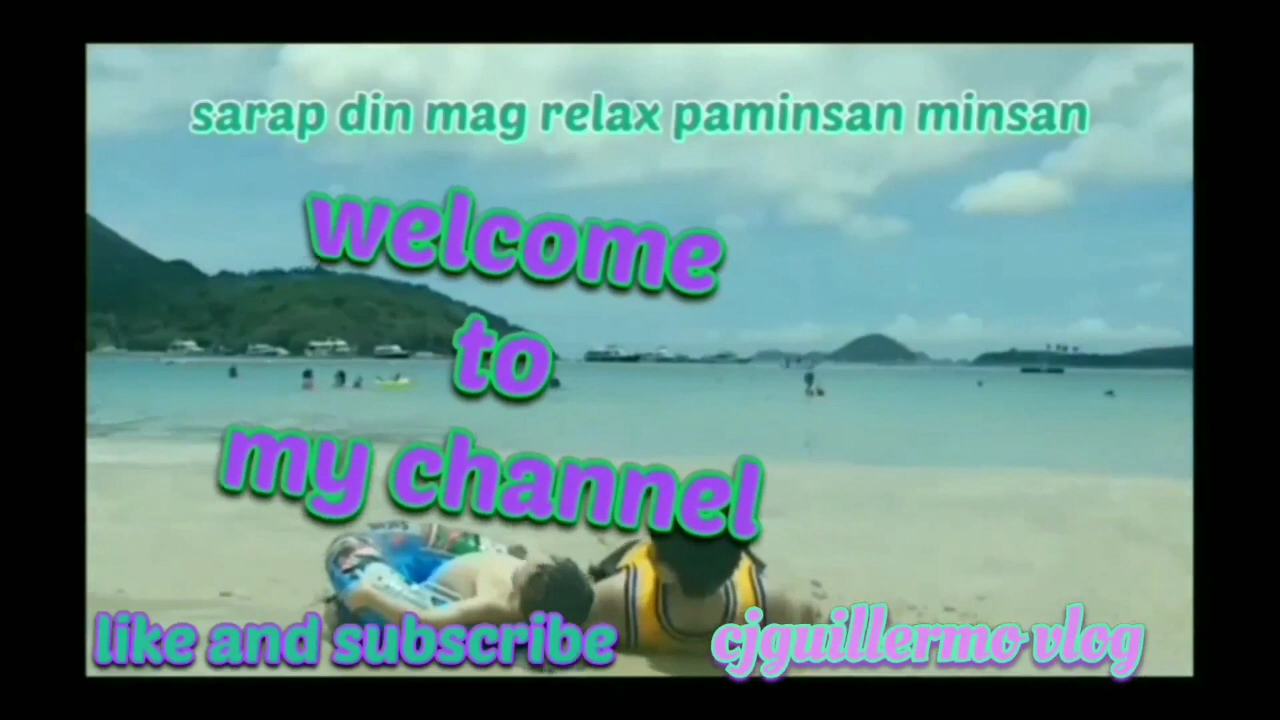 sarap din mag relax paminsan minsan
welcome
to
my channel
like and subscribe
cjguillermo vlog